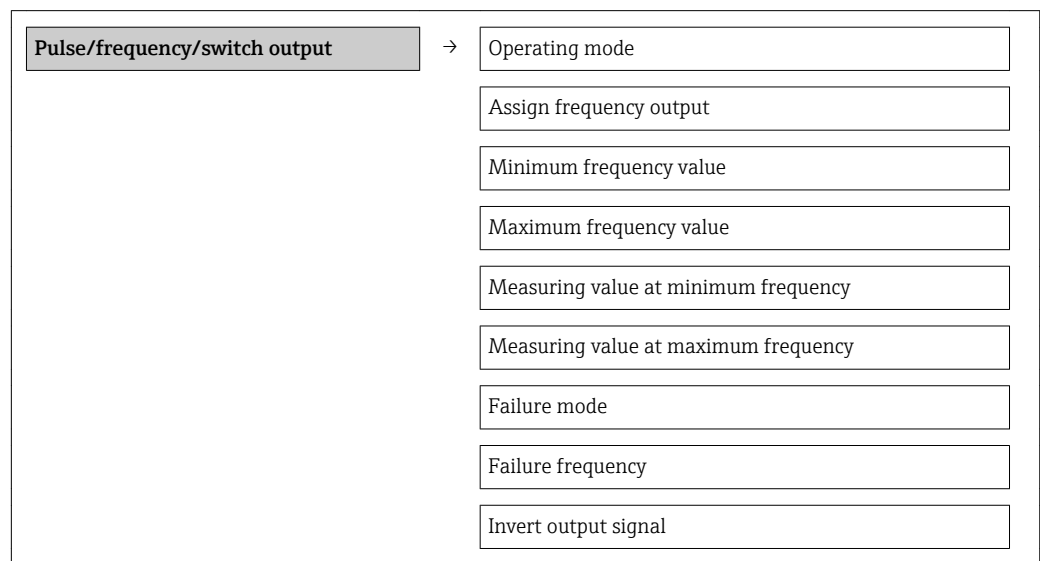 Pulse/frequency/switch output → Operating mode
Assign frequency output
Minimum frequency value
Maximum frequency value
Measuring value at minimum frequency
Measuring value at maximum frequency
Failure mode
Failure frequency
Invert output signal